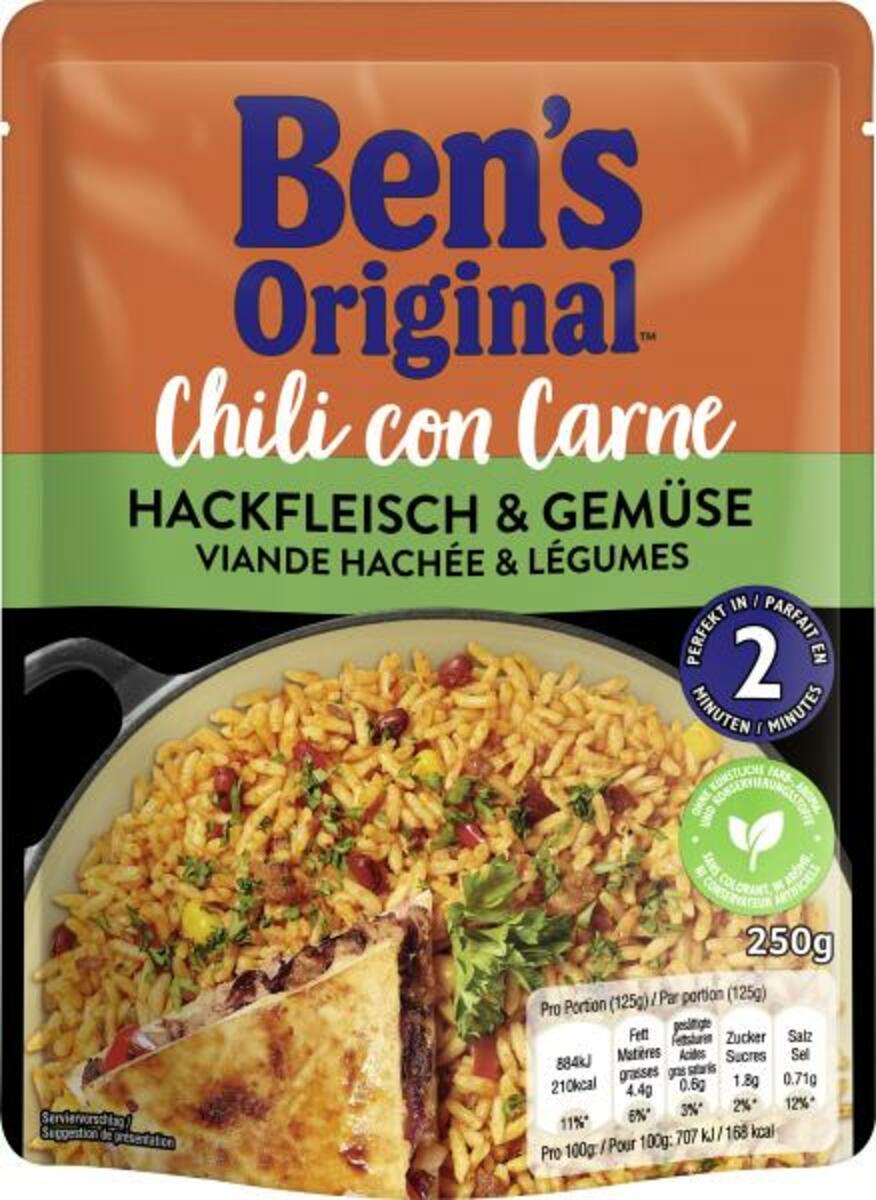 Ben's
Original™
Chili con Carne
HACKFLEISCH & GEMÜSE
VIANDE HACHÉE & LÉGUMES
PERFEKT IN / PARFAIT EN
2
MINUTEN / MINUTES
OHNE KÜNSTLICHE FARB-, AROMA-
UND KONSERVIERUNGSSTOFFE
SANS COLORANT, NI ARÔME,
NI CONSERVATEUR ARTIFICIELS
250g
Pro Portion (125g) / Par portion (125g)
884kJ
210kcal
11%*
Fett
Matières
grasses
4.4g
6%*
gesättigte
Fettsäuren
Acides
gras saturés
0.6g
3%*
Zucker
Sucres
1.8g
2%*
Salz
Sel
0.71g
12%*
Pro 100g: / Pour 100g: 707 kJ / 168 kcal
Serviervorschlag /
Suggestion de présentation